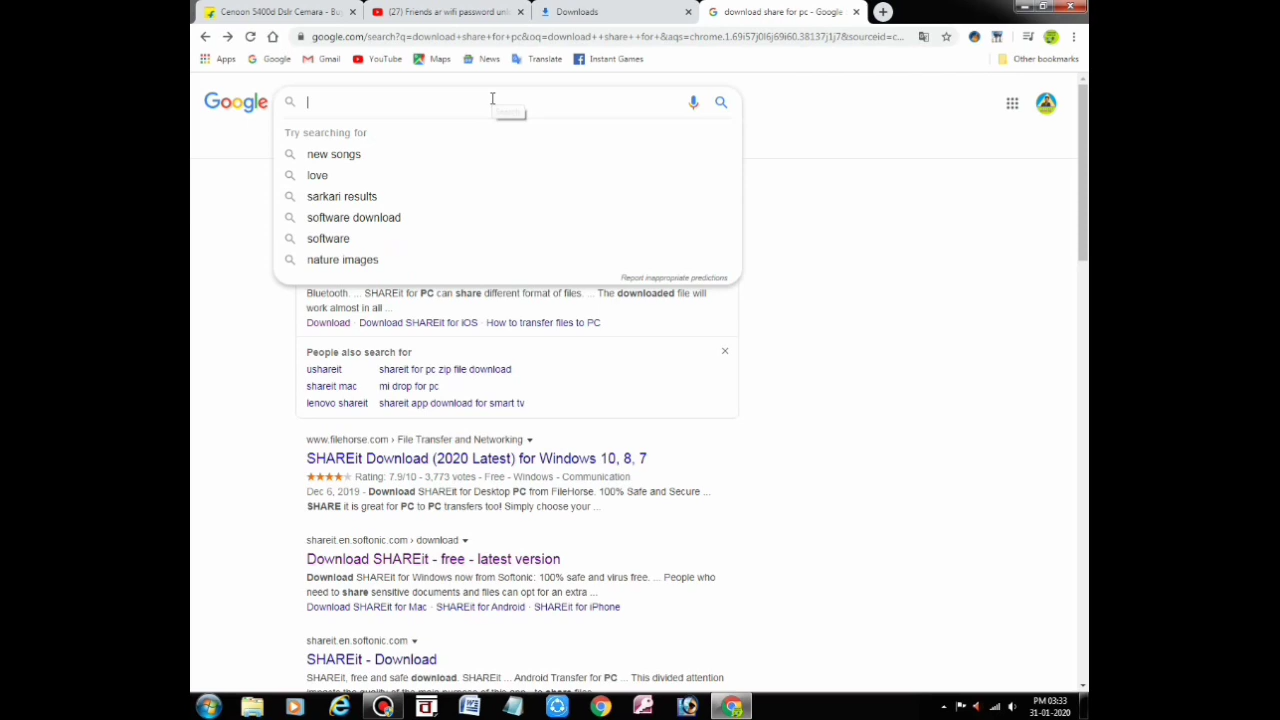 Cenoon 5400d Dslr Cemara - Bu
(27) Friends ar wifi password unl
Downloads
download share for pc - Google
google.com/search?q=download+share+for+pc&oq=download++share++for+&aqs=chrome.1.69i57j0l6j69i60.38137j1j7&sourceid=c...
Apps
Google
Gmail
YouTube
Maps
News
Translate
Instant Games
Other bookmarks
Google
Try searching for
new songs
love
sarkari results
software download
software
nature images
Report inappropriate predictions
Bluetooth. ... SHAREit for PC can share different format of files. ... The downloaded file will
work almost in all ...
Download · Download SHAREit for iOS · How to transfer files to PC
People also search for
ushareit shareit for pc zip file download
shareit mac mi drop for pc
lenovo shareit shareit app download for smart tv
www.filehorse.com › File Transfer and Networking
SHAREit Download (2020 Latest) for Windows 10, 8, 7
Rating: 7.9/10 - 3,773 votes - Free - Windows - Communication
Dec 6, 2019 - Download SHAREit for Desktop PC from FileHorse. 100% Safe and Secure ...
SHARE it is great for PC to PC transfers too! Simply choose your ...
shareit.en.softonic.com › download
Download SHAREit - free - latest version
Download SHAREit for Windows now from Softonic: 100% safe and virus free. ... People who
need to share sensitive documents and files can opt for an extra ...
Download SHAREit for Mac · SHAREit for Android · SHAREit for iPhone
shareit.en.softonic.com
SHAREit - Download
SHAREit, free and safe download. SHAREit ... Android Transfer for PC ... This divided attention
PM 03:33
31-01-2020